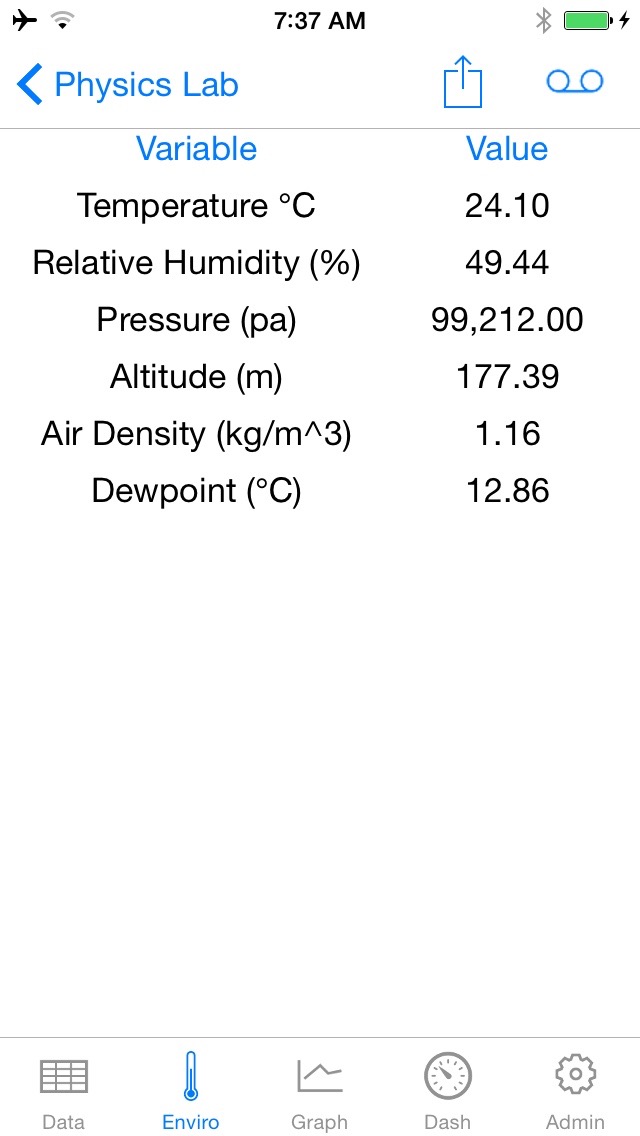 7:37 AM
Physics Lab
Variable Value
Temperature °C 24.10
Relative Humidity (%) 49.44
Pressure (pa) 99,212.00
Altitude (m) 177.39
Air Density (kg/m^3) 1.16
Dewpoint (°C) 12.86
Data Enviro Graph Dash Admin